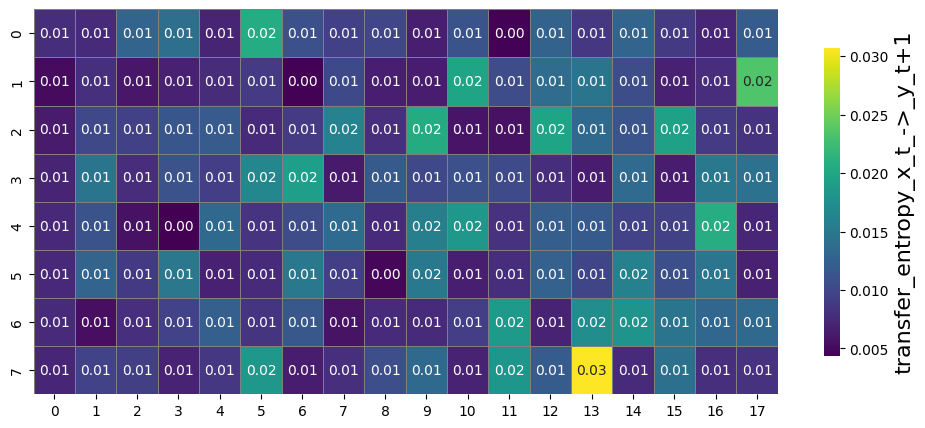 0 0.01 0.01 0.01 0.01 0.01 0.02 0.01 0.01 0.01 0.01 0.01 0.00 0.01 0.01 0.01 0.01 0.01 0.01
1 0.01 0.01 0.01 0.01 0.01 0.01 0.00 0.01 0.01 0.01 0.02 0.01 0.01 0.01 0.01 0.01 0.01 0.02
2 0.01 0.01 0.01 0.01 0.01 0.01 0.01 0.02 0.01 0.02 0.01 0.01 0.02 0.01 0.01 0.02 0.01 0.01
3 0.01 0.01 0.01 0.01 0.01 0.02 0.02 0.01 0.01 0.01 0.01 0.01 0.01 0.01 0.01 0.01 0.01 0.01
4 0.01 0.01 0.01 0.00 0.01 0.01 0.01 0.01 0.01 0.02 0.02 0.01 0.01 0.01 0.01 0.01 0.02 0.01
5 0.01 0.01 0.01 0.01 0.01 0.01 0.01 0.01 0.00 0.02 0.01 0.01 0.01 0.01 0.02 0.01 0.01 0.01
6 0.01 0.01 0.01 0.01 0.01 0.01 0.01 0.01 0.01 0.01 0.01 0.02 0.01 0.02 0.02 0.01 0.01 0.01
7 0.01 0.01 0.01 0.01 0.01 0.02 0.01 0.01 0.01 0.01 0.01 0.02 0.01 0.03 0.01 0.01 0.01 0.01
0 1 2 3 4 5 6 7 8 9 10 11 12 13 14 15 16 17
0.030
0.025
0.020
0.015
0.010
0.005
transfer_entropy_x_t_->_y_t+1